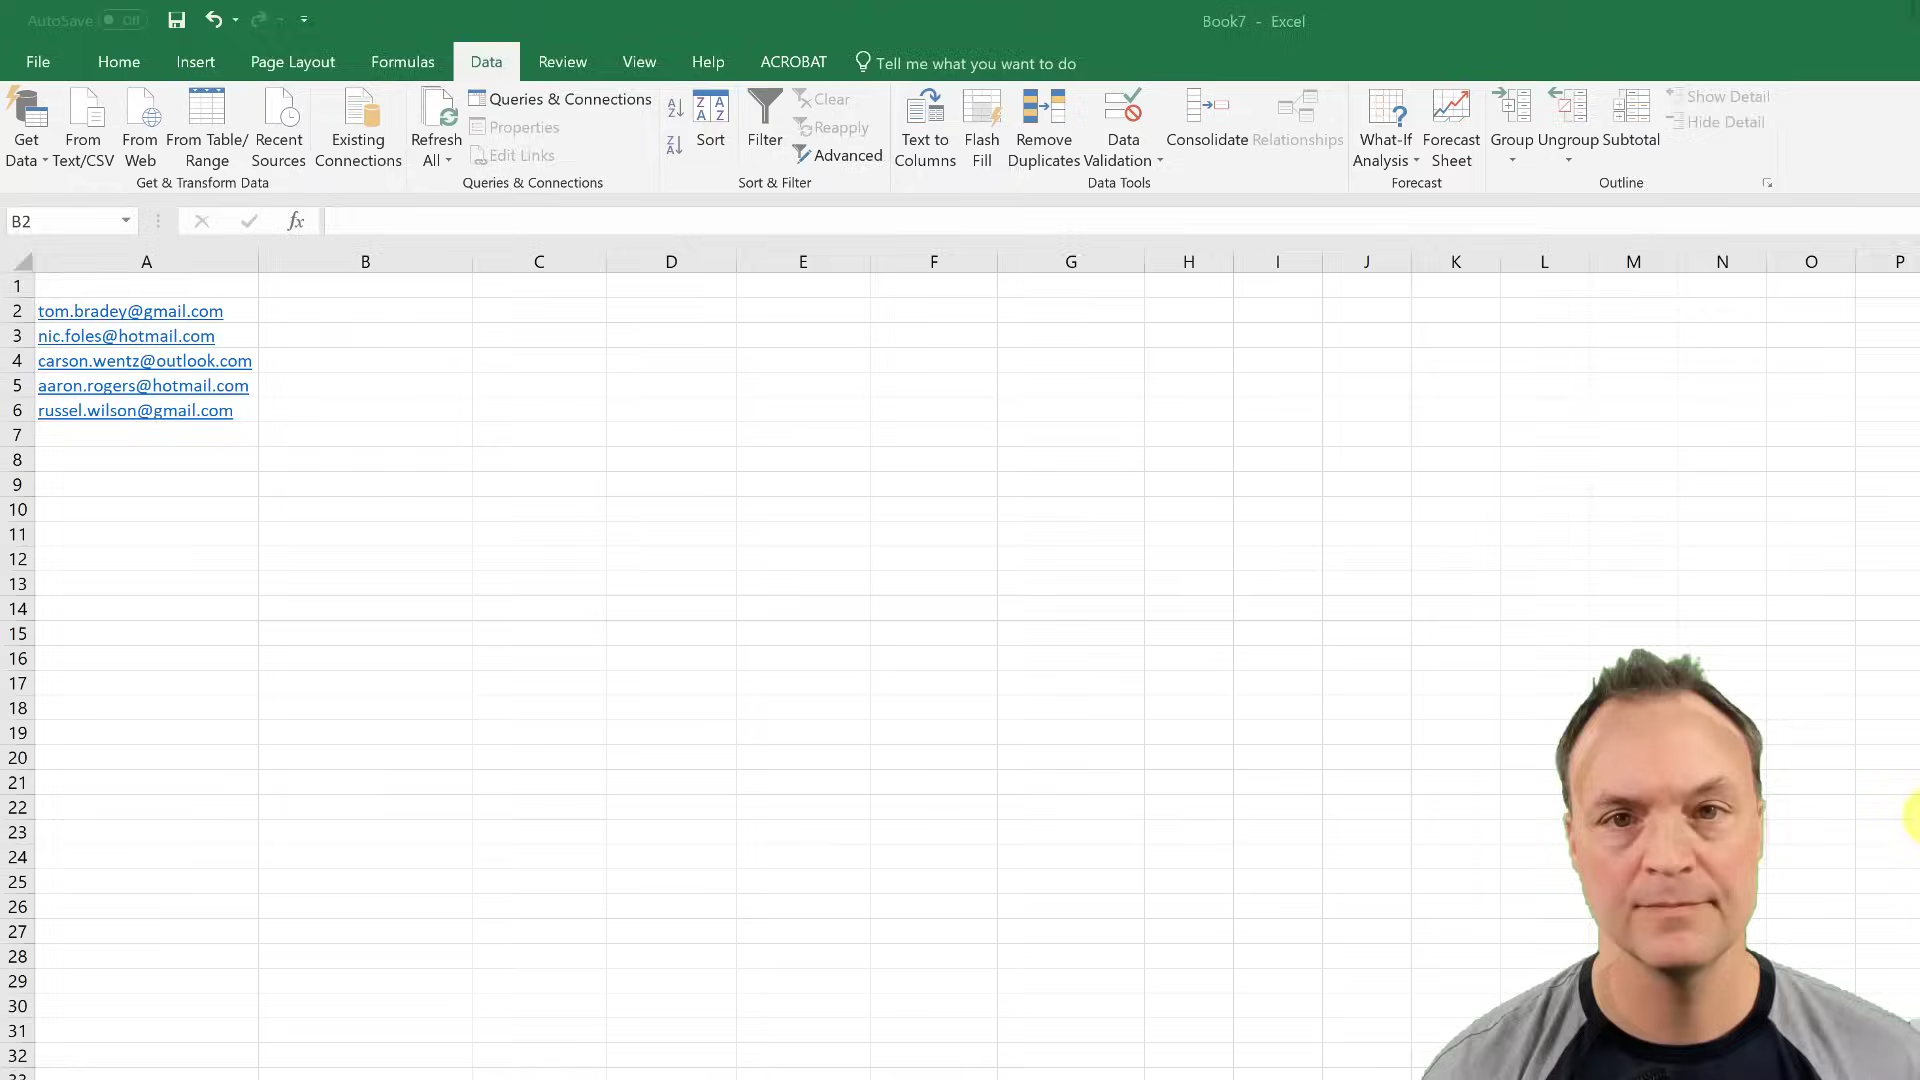 AutoSave Off
Book7 - Excel
File Home Insert Page Layout Formulas Data Review View Help ACROBAT Tell me what you want to do
Get Data
From Text/CSV
From Web
From Table/ Range
Recent Sources
Existing Connections
Get & Transform Data
Refresh All
Queries & Connections
Properties
Edit Links
Queries & Connections
Sort
Filter
Clear
Reapply
Advanced
Sort & Filter
Text to Columns
Flash Fill
Remove Duplicates
Data Validation
Consolidate
Relationships
Data Tools
What-If Analysis
Forecast Sheet
Forecast
Group
Ungroup
Subtotal
Show Detail
Hide Detail
Outline
B2 fx
A B C D E F G H I J K L M N O P
1
2 tom.bradey@gmail.com
3 nic.foles@hotmail.com
4 carson.wentz@outlook.com
5 aaron.rogers@hotmail.com
6 russel.wilson@gmail.com
7
8
9
10
11
12
13
14
15
16
17
18
19
20
21
22
23
24
25
26
27
28
29
30
31
32